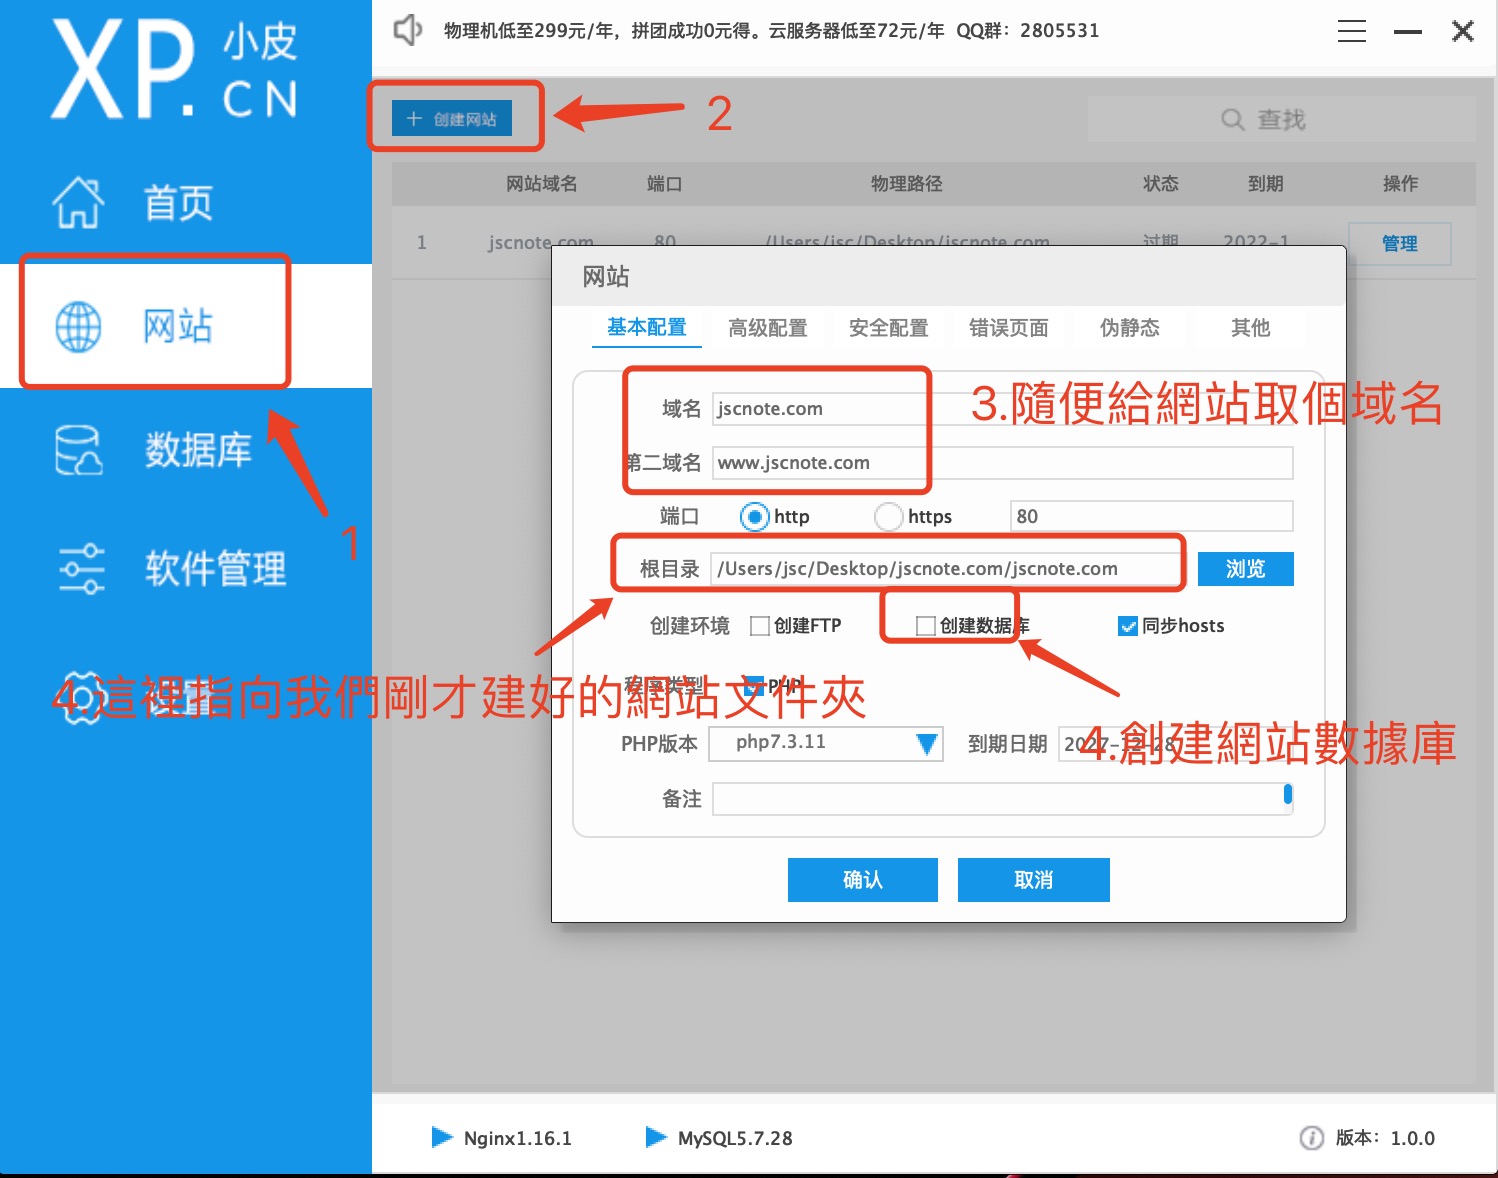 XP.小皮CN
物理机低至299元/年，拼团成功0元得。云服务器低至72元/年 QQ群：2805531
首页
网站
数据库
软件管理
设置
1
+ 创建网站
2
查找
网站域名 端口 物理路径 状态 到期 操作
1 jscnote.com 80 /Users/jsc/Desktop/jscnote.com 过期 2022-1 管理
网站
基本配置 高级配置 安全配置 错误页面 伪静态 其他
域名 jscnote.com
3.隨便給網站取個域名
第二域名 www.jscnote.com
端口 http https 80
根目录 /Users/jsc/Desktop/jscnote.com/jscnote.com 浏览
创建环境 创建FTP 创建数据库 同步hosts
程序类型 PHP
4.這裡指向我們剛才建好的網站文件夾
PHP版本 php7.3.11 到期日期 2027-12-28
4.創建網站數據庫
备注
确认 取消
Nginx1.16.1 MySQL5.7.28 版本：1.0.0